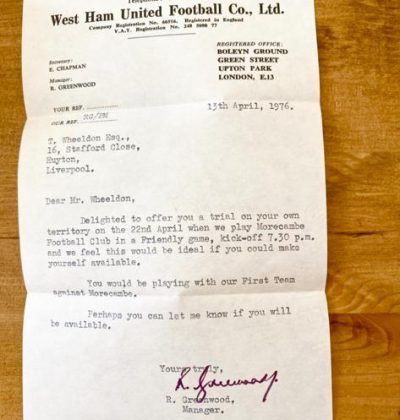 West Ham United Football Co., Ltd.
Company Registration No. 66516, Registered in England
V.A.T. Registration No. 248 5000 77
Secretary:
E. CHAPMAN
Manager:
R. GREENWOOD
REGISTERED OFFICE:
BOLEYN GROUND
GREEN STREET
UPTON PARK
LONDON, E.13
YOUR REF.
OUR REF. RG/PM
13th April, 1976.
T. Wheeldon Esq.,
16, Stafford Close,
Huyton,
Liverpool.
Dear Mr. Wheeldon,
Delighted to offer you a trial on your own
territory on the 22nd April when we play Morecambe
Football Club in a Friendly game, kick-off 7.30 p.m.
and we feel this would be ideal if you could make
yourself available.
You would be playing with our First Team
against Morecambe.
Perhaps you can let me know if you will
be available.
Yours truly,
R. Greenwood.
R. Greenwood,
Manager.